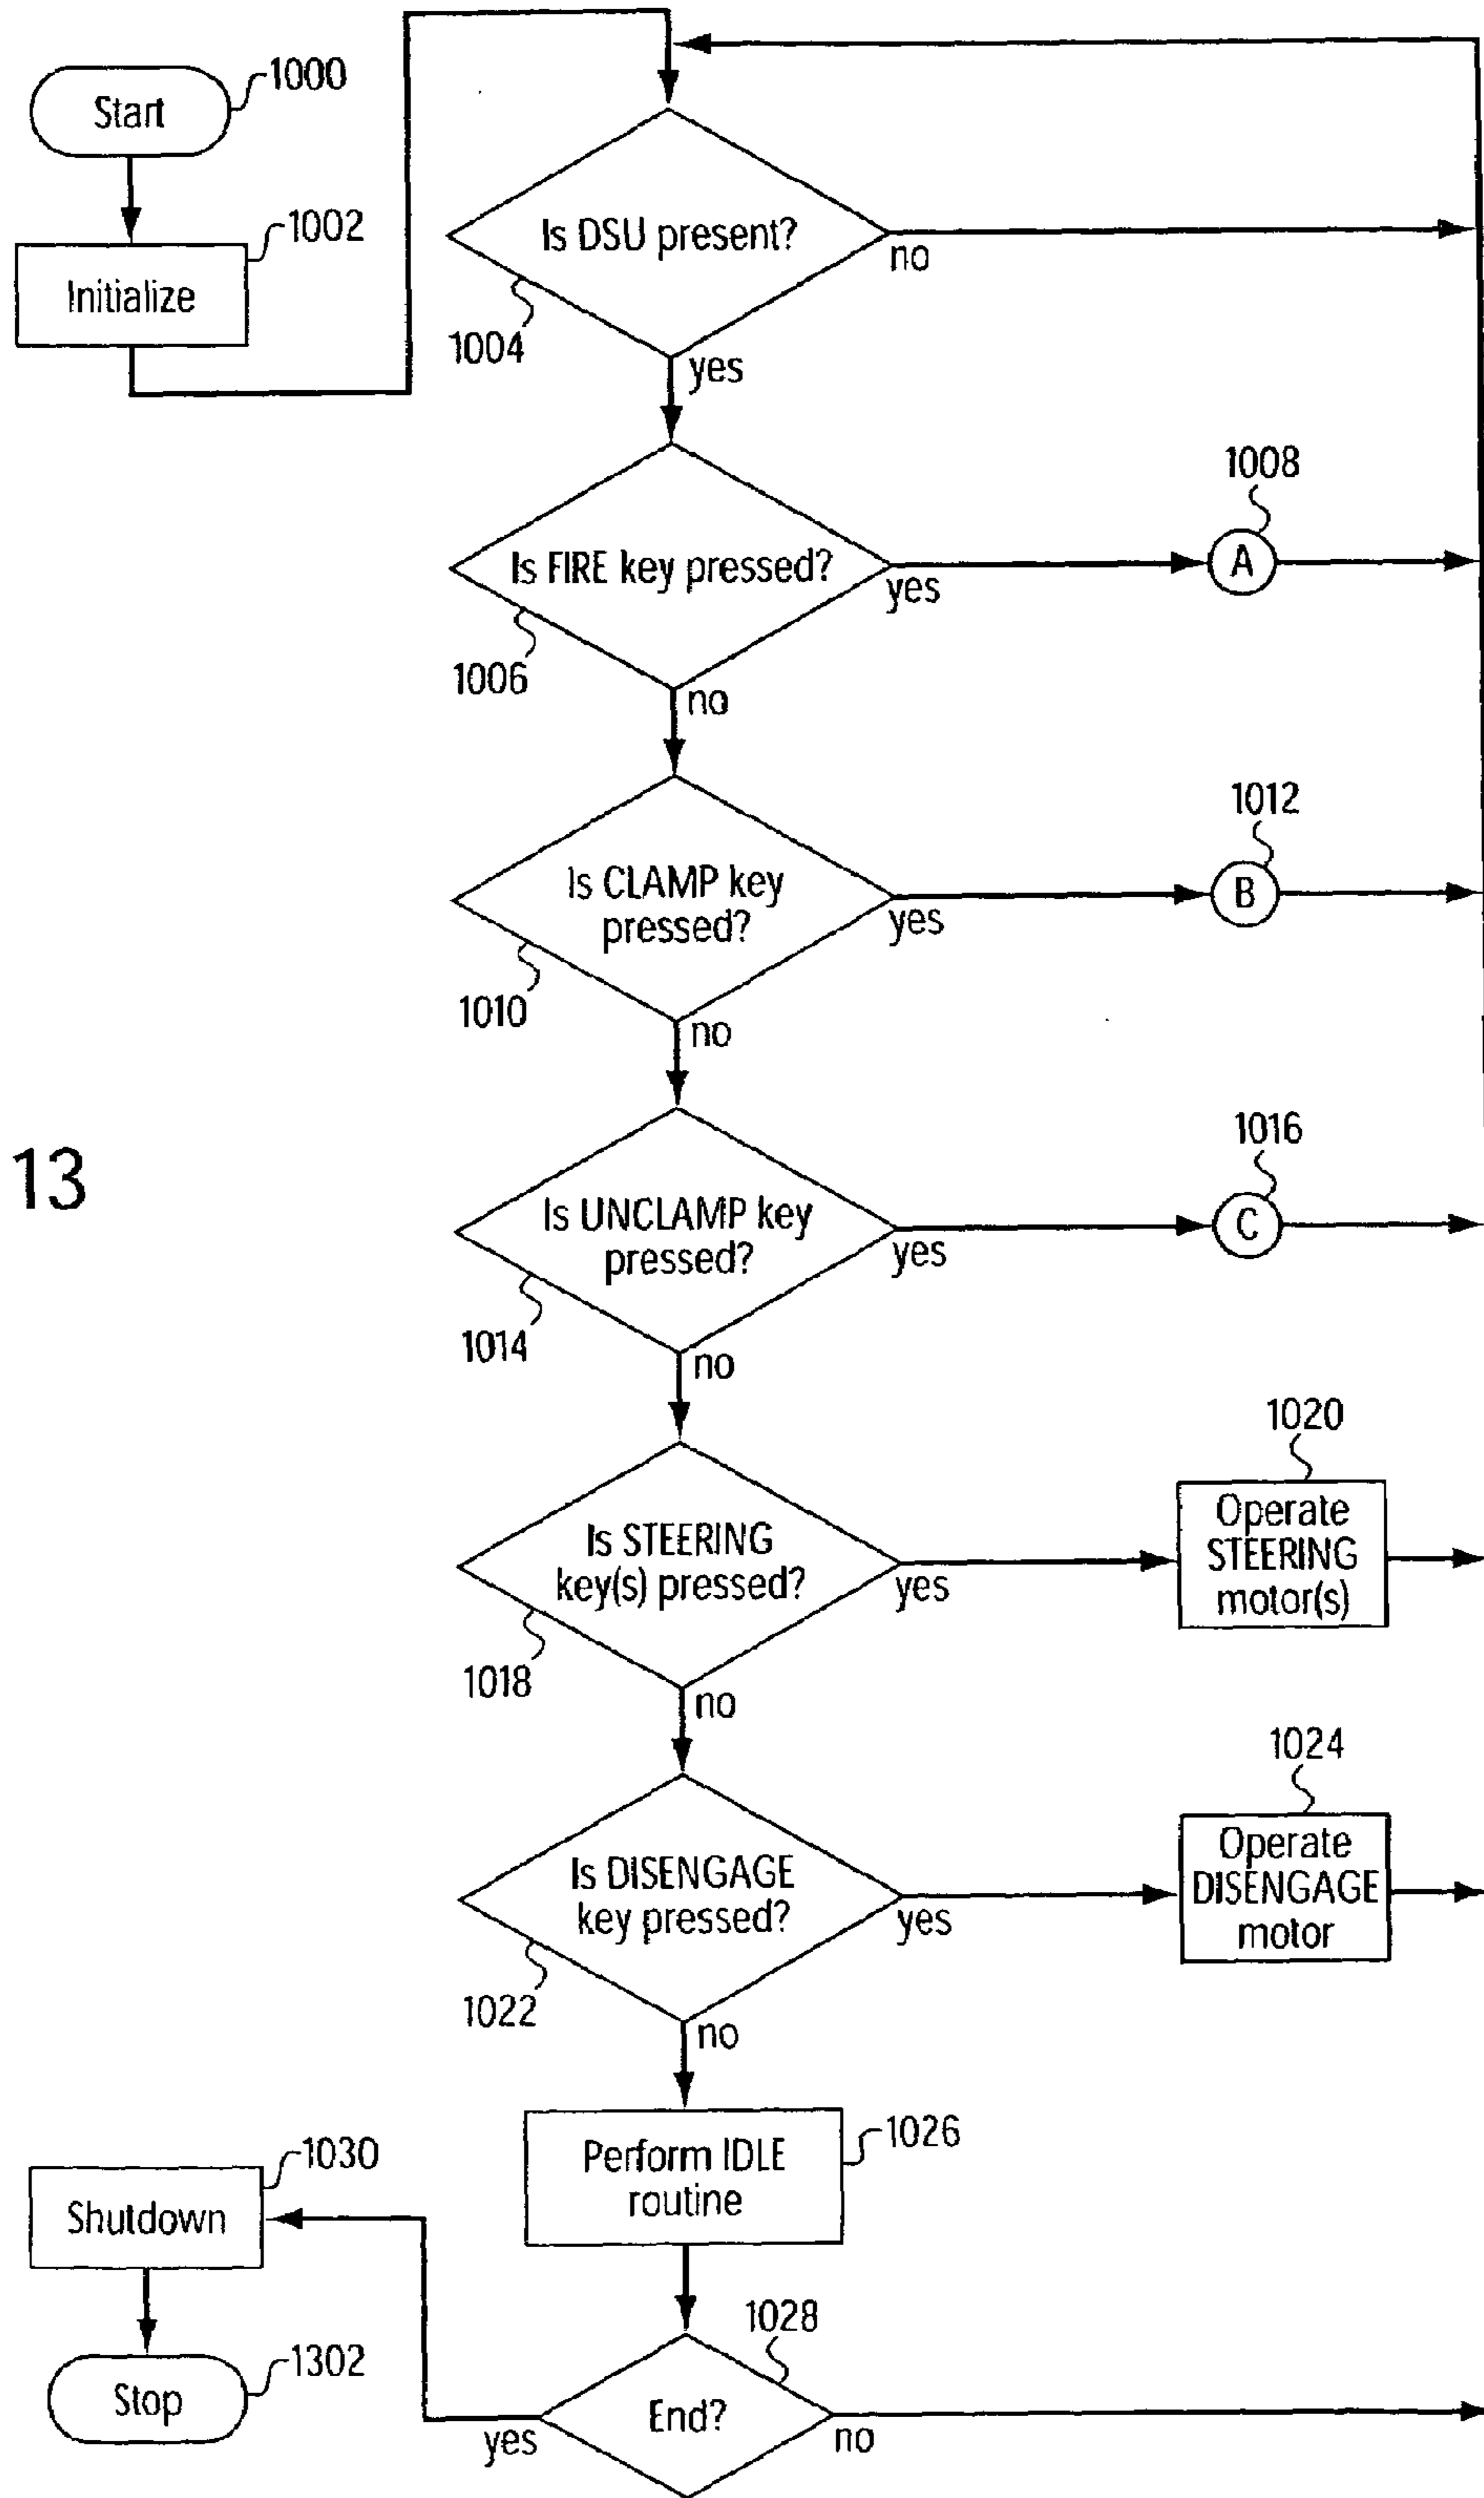 Start
1000
Initialize
1002
Is DSU present?
1004
no
yes
Is FIRE key pressed?
1006
yes
1008
A
no
Is CLAMP key
pressed?
1010
yes
1012
B
no
13
Is UNCLAMP key
pressed?
1014
yes
1016
C
no
Is STEERING
key(s) pressed?
1018
yes
1020
Operate
STEERING
motor(s)
no
Is DISENGAGE
key pressed?
1022
yes
1024
Operate
DISENGAGE
motor
no
Perform IDLE
routine
1026
End?
1028
no
yes
Shutdown
1030
Stop
1302